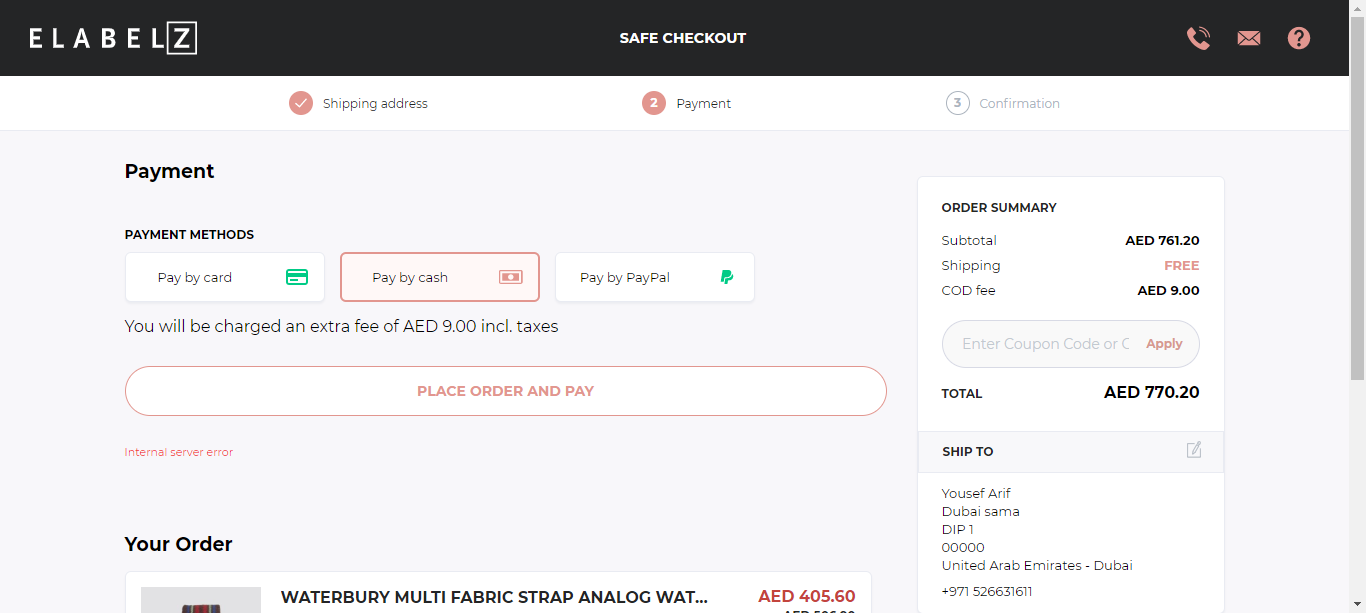 ELABELZ
SAFE CHECKOUT
Shipping address
2 Payment
3 Confirmation
Payment
PAYMENT METHODS
Pay by card
Pay by cash
Pay by PayPal
You will be charged an extra fee of AED 9.00 incl. taxes
PLACE ORDER AND PAY
Internal server error
Your Order
WATERBURY MULTI FABRIC STRAP ANALOG WAT...
AED 405.60
ORDER SUMMARY
Subtotal AED 761.20
Shipping FREE
COD fee AED 9.00
Enter Coupon Code or C Apply
TOTAL AED 770.20
SHIP TO
Yousef Arif
Dubai sama
DIP 1
00000
United Arab Emirates - Dubai
+971 526631611